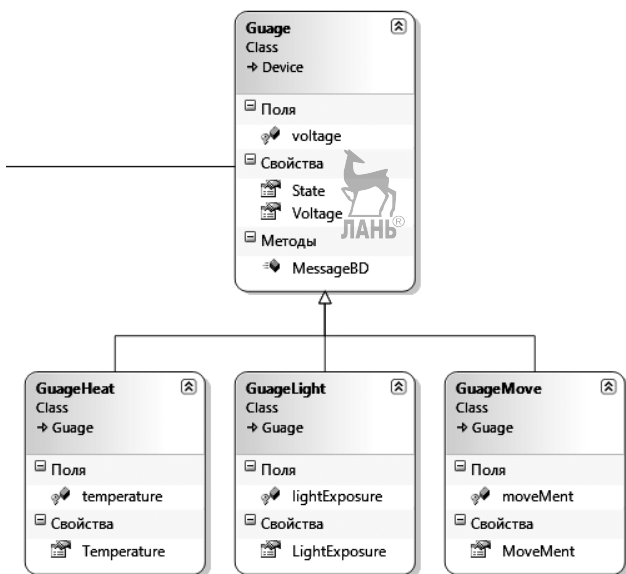 Guage
Class
Device
Поля
voltage
Свойства
State
Voltage
ЛАНЬ®
Методы
MessageBD
GuageHeat
Class
Guage
Поля
temperature
Свойства
Temperature
GuageLight
Class
Guage
Поля
lightExposure
Свойства
LightExposure
GuageMove
Class
Guage
Поля
moveMent
Свойства
MoveMent